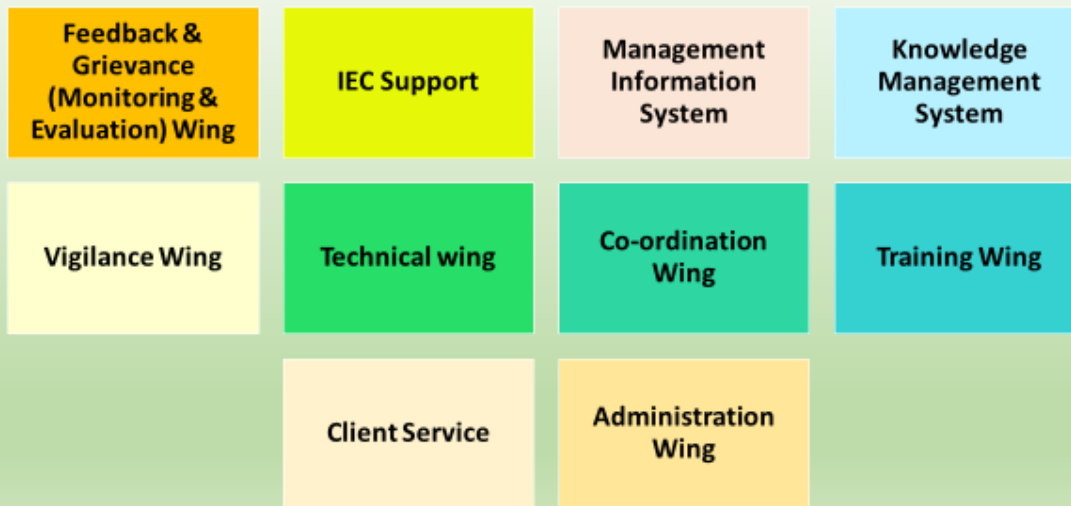 Feedback &
Grievance
(Monitoring &
Evaluation) Wing
IEC Support
Management
Information
System
Knowledge
Management
System
Vigilance Wing
Technical wing
Co-ordination
Wing
Training Wing
Client Service
Administration
Wing